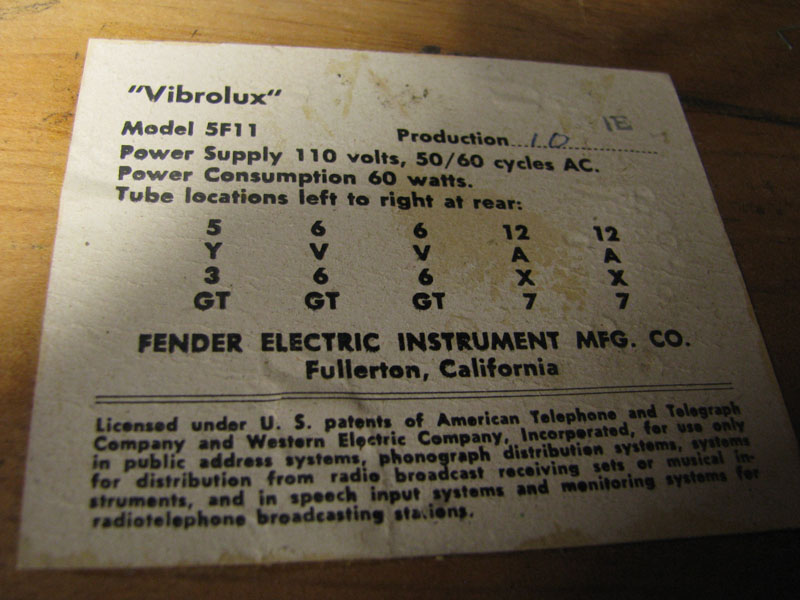 "Vibrolux"
Model 5F11
Production 10 IE
Power Supply 110 volts, 50/60 cycles AC.
Power Consumption 60 watts.
Tube locations left to right at rear:
5 6 6 12 12
Y V V A A
3 6 6 X X
GT GT GT 7 7
FENDER ELECTRIC INSTRUMENT MFG. CO.
Fullerton, California
Licensed under U. S. patents of American Telephone and Telegraph
Company and Western Electric Company, Incorporated, for use only
in public address systems, phonograph distribution systems, systems
for distribution from radio broadcast receiving sets or musical in-
struments, and in speech input systems and monitoring systems for
radiotelephone broadcasting stations.